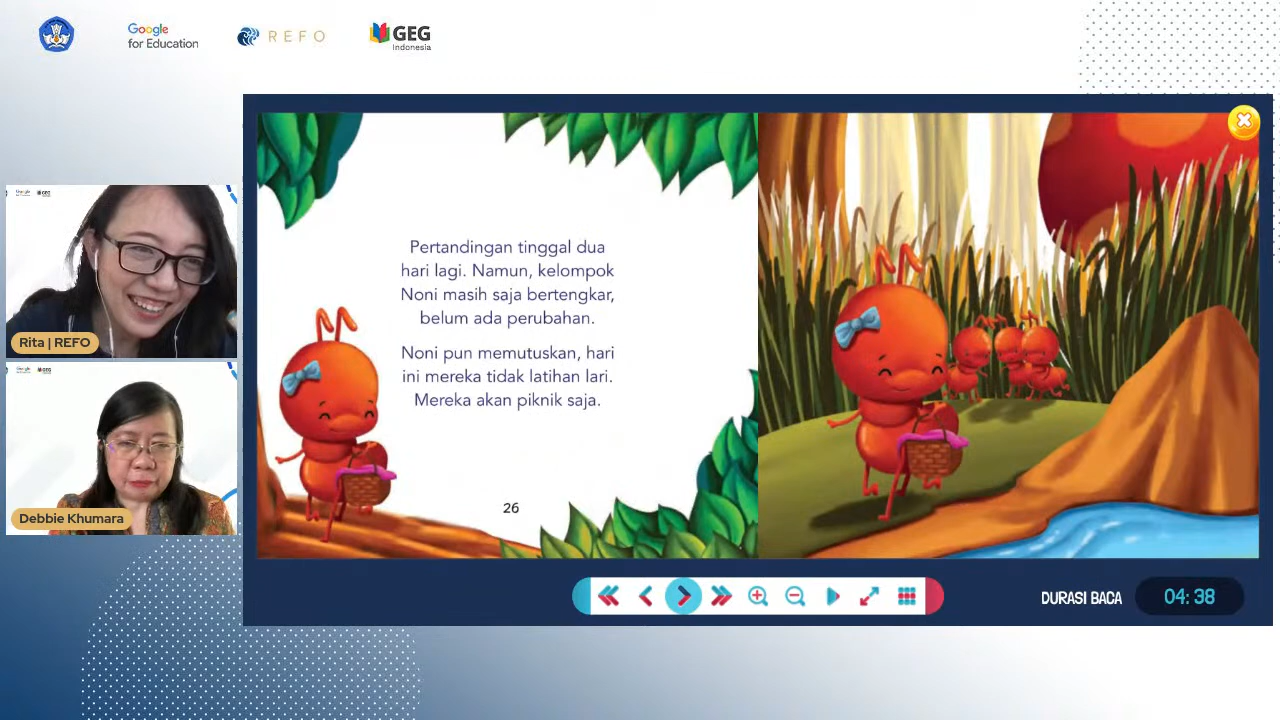 Google
for Education
REFO
GEG
Indonesia
Rita | REFO
Debbie Khumara
Pertandingan tinggal dua
hari lagi. Namun, kelompok
Noni masih saja bertengkar,
belum ada perubahan.
Noni pun memutuskan, hari
ini mereka tidak latihan lari.
Mereka akan piknik saja.
26
DURASI BACA
04: 38